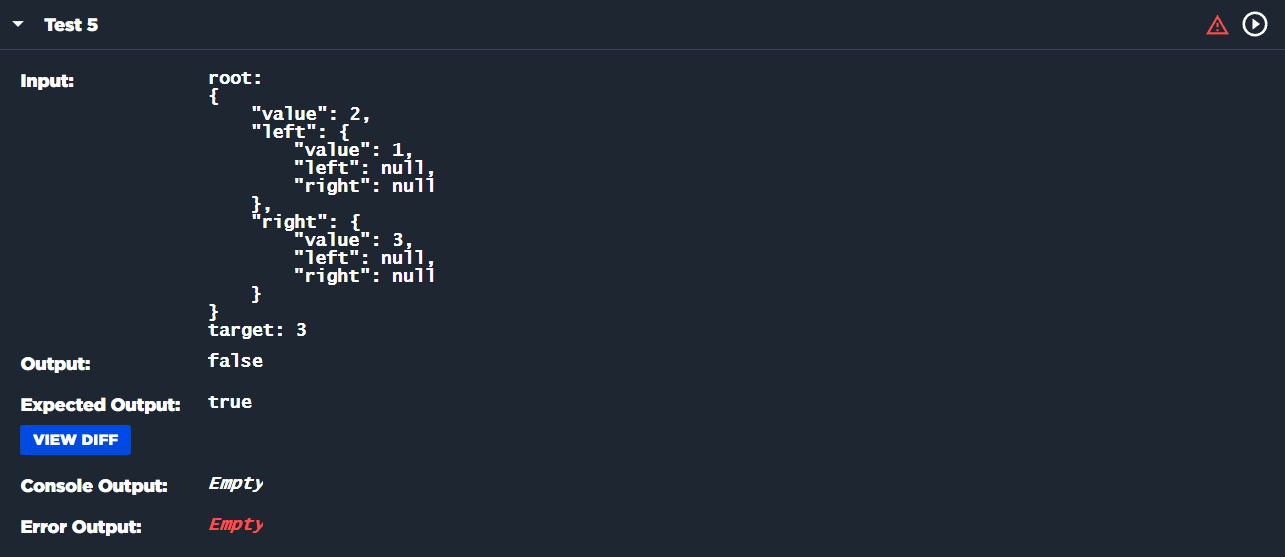 Test 5
Input:
root:
{
    "value": 2,
    "left": {
        "value": 1,
        "left": null,
        "right": null
    },
    "right": {
        "value": 3,
        "left": null,
        "right": null
    }
}
target: 3
Output: false
Expected Output: true
VIEW DIFF
Console Output: Empty
Error Output: Empty